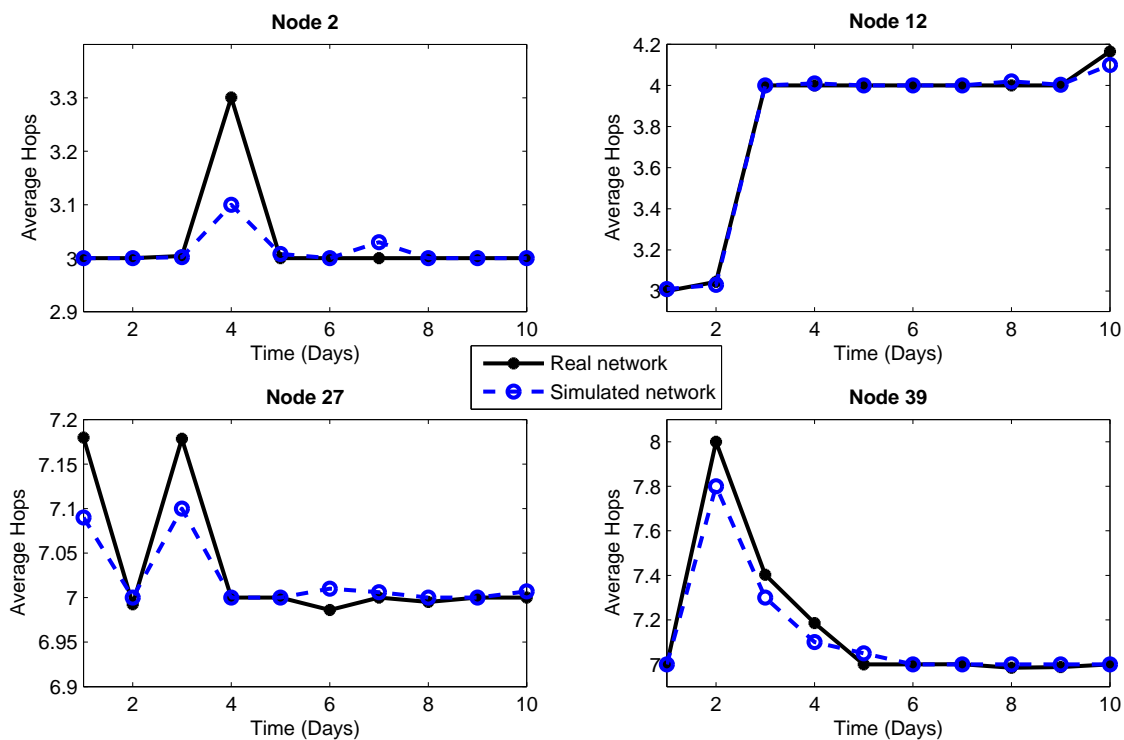 Node 2
Average Hops
3.3
3.2
3.1
3
2.9
2 4 6 8 10
Time (Days)
Node 12
Average Hops
4.2
4
3.8
3.6
3.4
3.2
3
2 4 6 8 10
Time (Days)
Real network
Simulated network
Node 27
Average Hops
7.2
7.15
7.1
7.05
7
6.95
6.9
2 4 6 8 10
Time (Days)
Node 39
Average Hops
8
7.8
7.6
7.4
7.2
7
2 4 6 8 10
Time (Days)